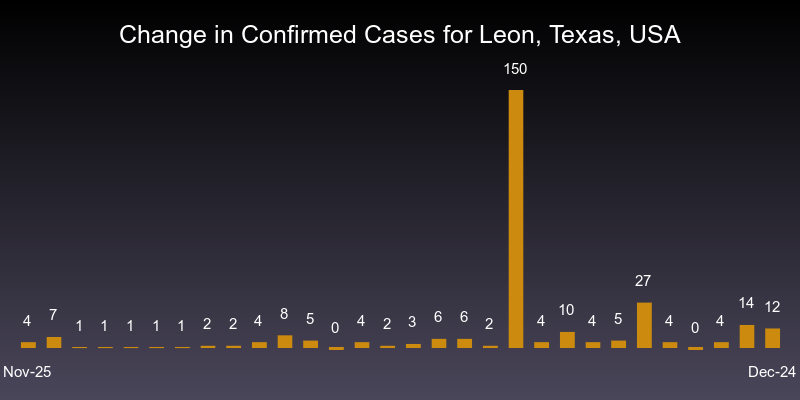 Change in Confirmed Cases for Leon, Texas, USA
150
4 7 1 1 1 1 1 2 2 4 8 5 0 4 2 3 6 6 2 4 10 4 5 27 4 0 4 14 12
Nov-25 Dec-24